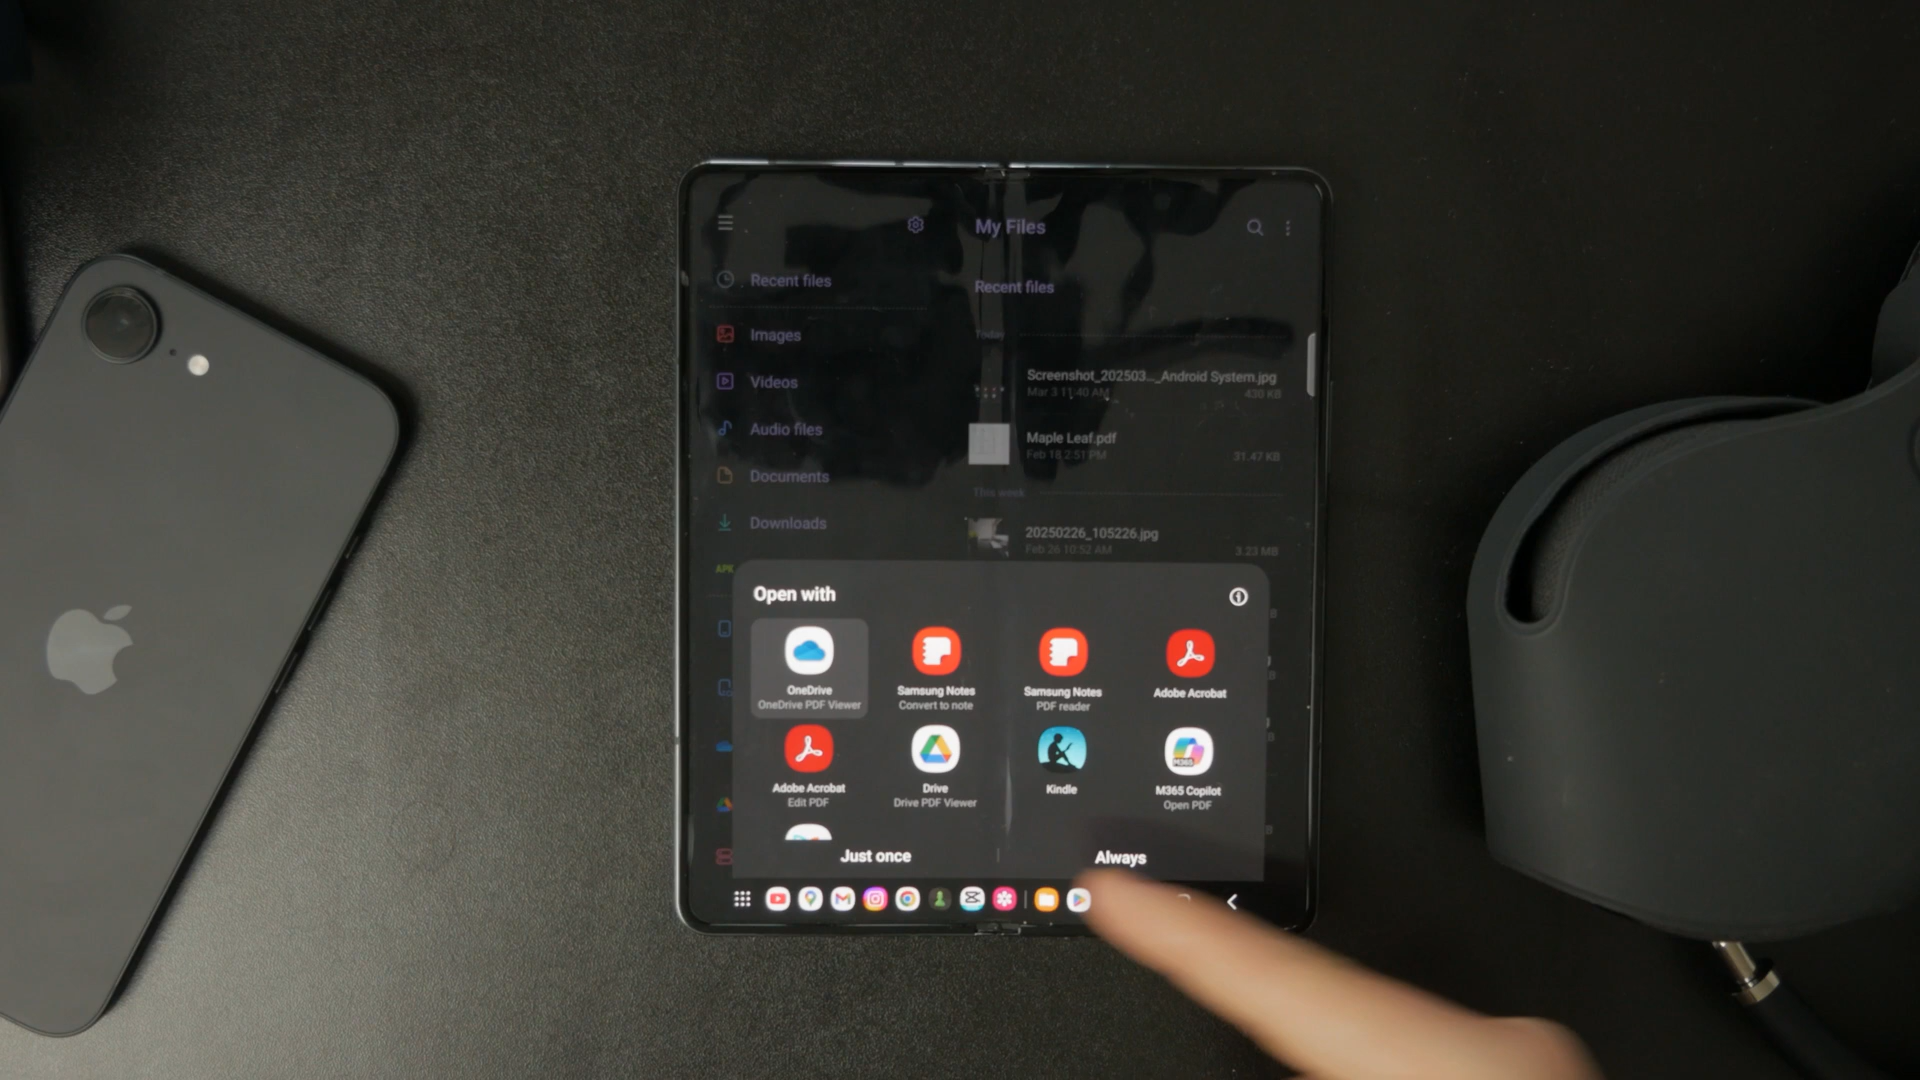 My Files
Recent files
Images
Videos
Audio files
Documents
Downloads
APK
Recent files
Today
Screenshot_202503..._Android System.jpg
Mar 3 11:40 AM
430 KB
Maple Leaf.pdf
Feb 18 2:51 PM
31.47 KB
This week
20250226_105226.jpg
Feb 26 10:52 AM
3.23 MB
Open with
OneDrive
OneDrive PDF Viewer
Samsung Notes
Convert to note
Samsung Notes
PDF reader
Adobe Acrobat
Adobe Acrobat
Edit PDF
Drive
Drive PDF Viewer
Kindle
M365
M365 Copilot
Open PDF
Just once
Always